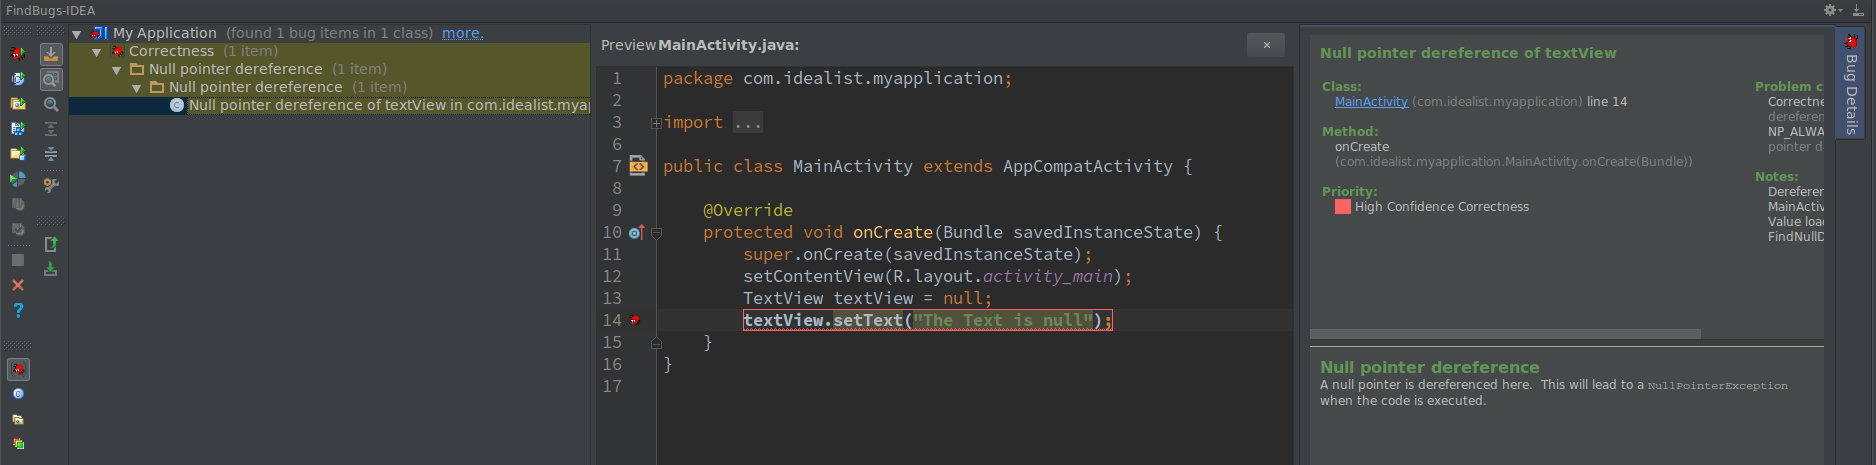 FindBugs-IDEA
My Application (found 1 bug items in 1 class) more.
Correctness (1 item)
Null pointer dereference (1 item)
Null pointer dereference (1 item)
Null pointer dereference of textView in com.idealist.myap
Preview MainActivity.java:
1 package com.idealist.myapplication;
2
3 import ...
6
7 public class MainActivity extends AppCompatActivity {
8
9 @Override
10 protected void onCreate(Bundle savedInstanceState) {
11 super.onCreate(savedInstanceState);
12 setContentView(R.layout.activity_main);
13 TextView textView = null;
14 textView.setText("The Text is null");
15 }
16 }
17
Null pointer dereference of textView
Class:
MainActivity (com.idealist.myapplication) line 14
Method:
onCreate
(com.idealist.myapplication.MainActivity.onCreate(Bundle))
Priority:
High Confidence Correctness
Problem c
Correctne
dereferen
NP_ALWA
pointer d
Notes:
Dereferen
MainActiv
Value loa
FindNullD
Null pointer dereference
A null pointer is dereferenced here. This will lead to a NullPointerException
when the code is executed.
Bug Details